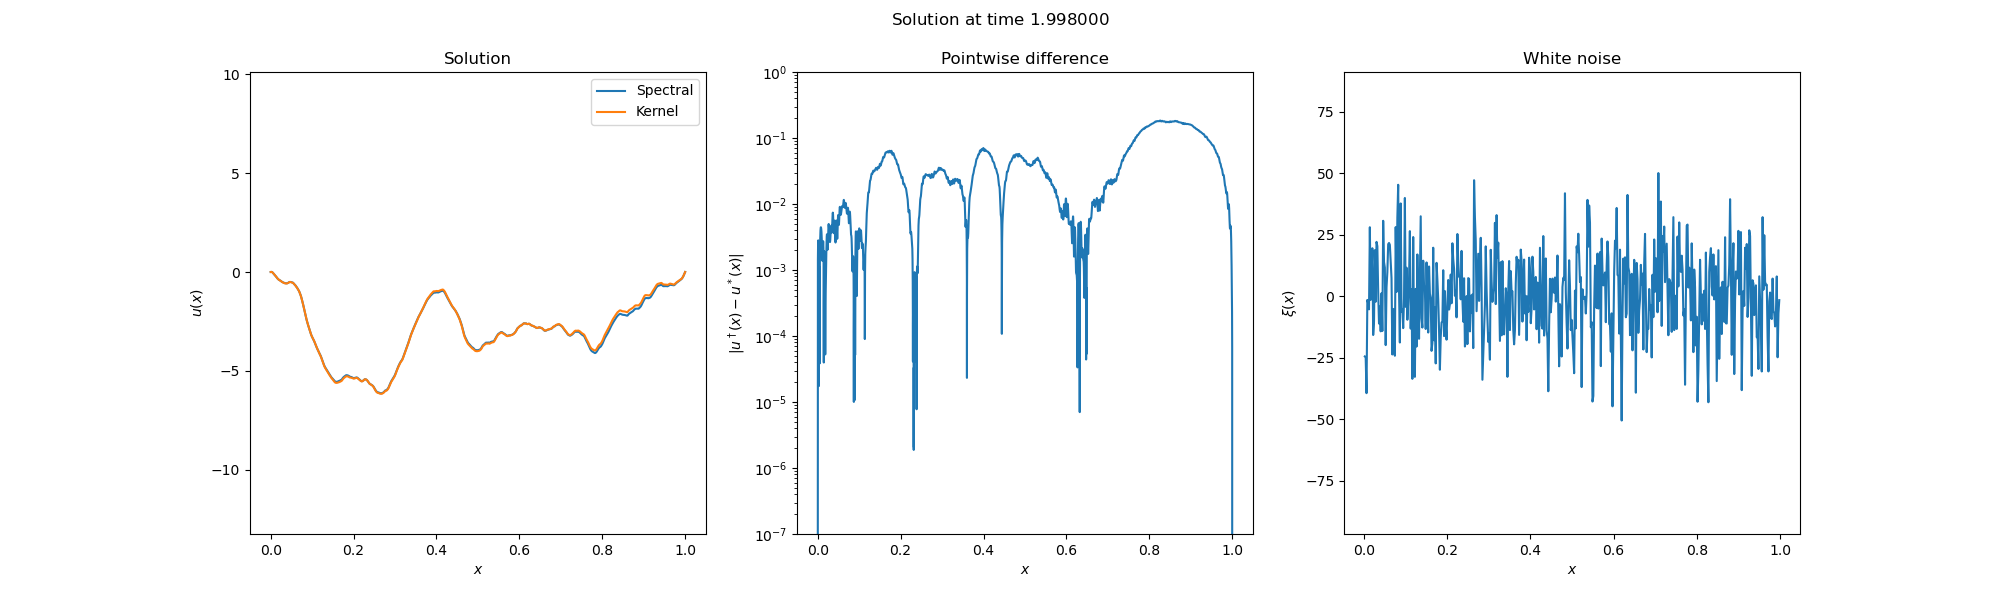 Solution at time 1.998000
Solution
10
5
0
−5
−10
u(x)
Spectral
Kernel
0.0 0.2 0.4 0.6 0.8 1.0
x
Pointwise difference
10⁰
10⁻¹
10⁻²
10⁻³
10⁻⁴
10⁻⁵
10⁻⁶
10⁻⁷
|u†(x) − u*(x)|
0.0 0.2 0.4 0.6 0.8 1.0
x
White noise
75
50
25
0
−25
−50
−75
ξ(x)
0.0 0.2 0.4 0.6 0.8 1.0
x